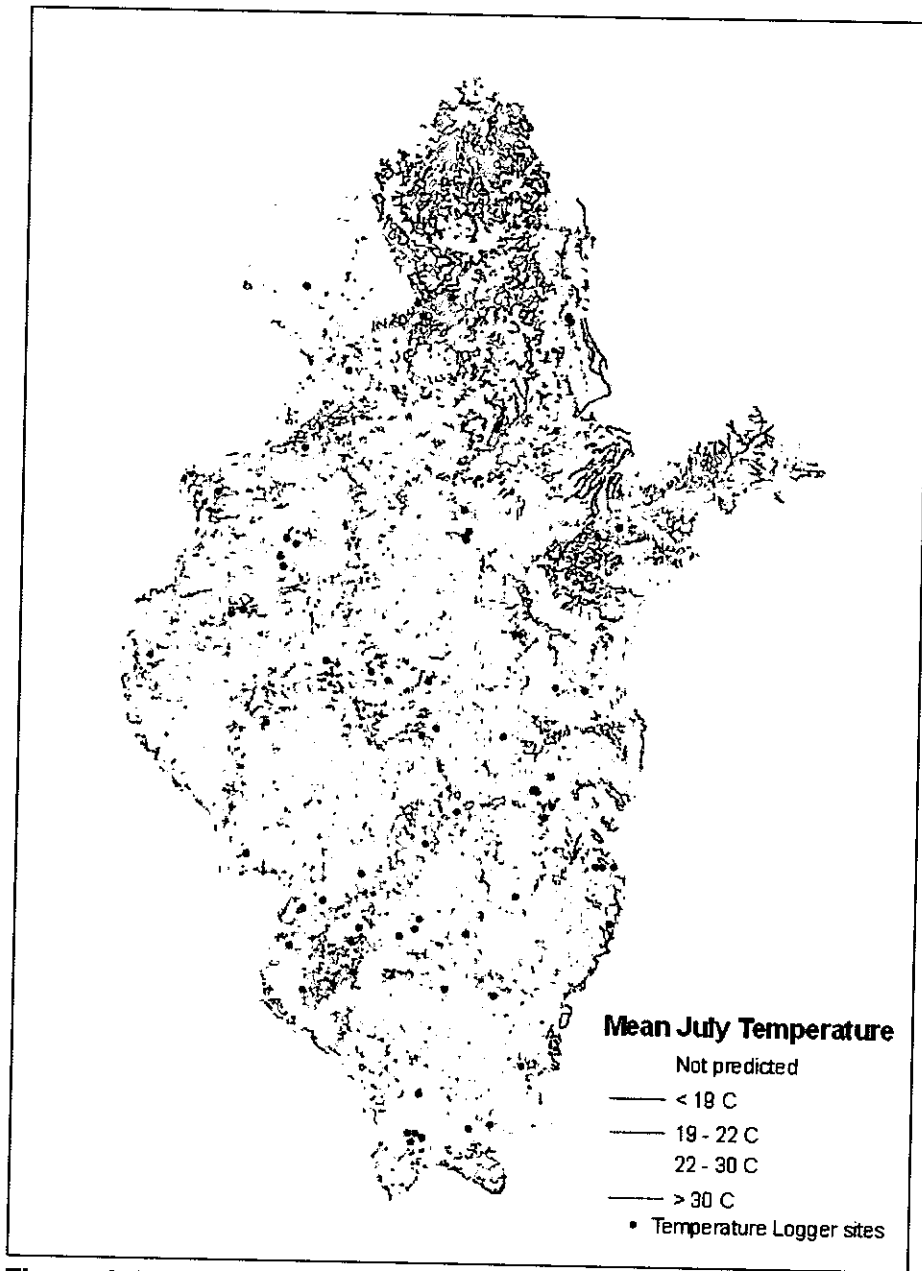 Mean July Temperature
Not predicted
< 19 C
19 - 22 C
22 - 30 C
> 30 C
Temperature Logger sites